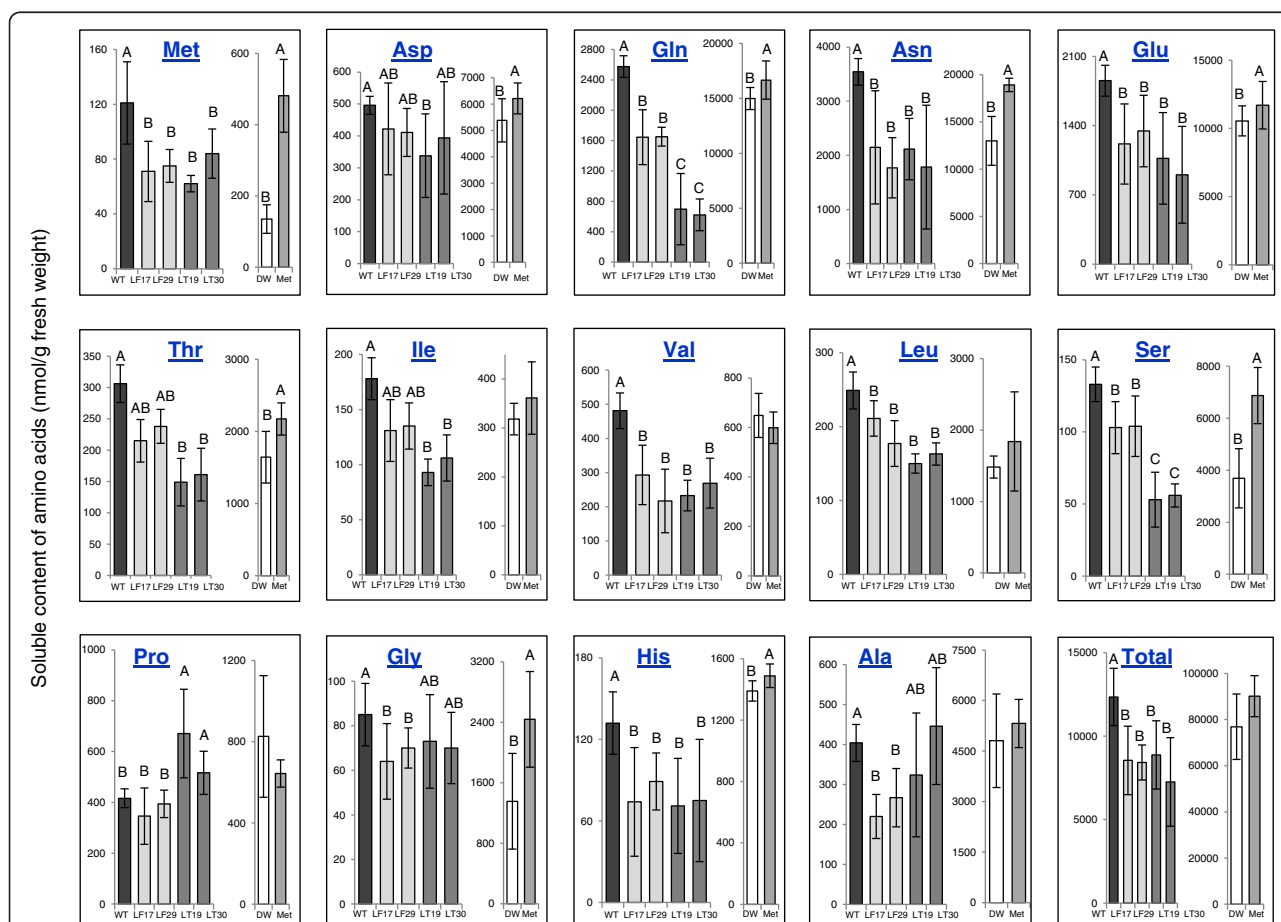 Soluble content of amino acids (nmol/g fresh weight)
Met
160
120
80
40
0
A
B
B
B
B
WT LF17 LF29 LT19 LT30
600
400
200
0
B
A
DW Met
Asp
600
500
400
300
200
100
0
A
AB
AB
B
AB
WT LF17 LF29 LT19 LT30
7000
6000
5000
4000
3000
2000
1000
0
B
A
DW Met
Gln
2800
2400
2000
1600
1200
800
400
0
A
B
B
C
C
WT LF17 LF29 LT19 LT30
20000
15000
10000
5000
0
B
A
DW Met
Asn
4000
3000
2000
1000
0
A
B
B
B
B
WT LF17 LF29 LT19 LT30
20000
15000
10000
5000
0
B
A
DW Met
Glu
2100
1400
700
0
A
B
B
B
B
WT LF17 LF29 LT19 LT30
15000
10000
5000
0
B
A
DW Met
Thr
350
300
250
200
150
100
50
0
A
AB
AB
B
B
WT LF17 LF29 LT19 LT30
3000
2000
1000
0
B
A
DW Met
Ile
200
150
100
50
0
A
AB
AB
B
B
WT LF17 LF29 LT19 LT30
400
300
200
100
0
DW Met
Val
600
500
400
300
200
100
0
A
B
B
B
B
WT LF17 LF29 LT19 LT30
800
600
400
200
0
DW Met
Leu
300
200
100
0
A
B
B
B
B
WT LF17 LF29 LT19 LT30
3000
2000
1000
0
DW Met
Ser
150
100
50
0
A
B
B
C
C
WT LF17 LF29 LT19 LT30
8000
6000
4000
2000
0
B
A
DW Met
Pro
1000
800
600
400
200
0
B
B
B
A
A
WT LF17 LF29 LT19 LT30
1200
800
400
0
DW Met
Gly
100
80
60
40
20
0
A
B
B
AB
AB
WT LF17 LF29 LT19 LT30
3200
2400
1600
800
0
B
A
DW Met
His
180
120
60
0
A
B
B
B
B
WT LF17 LF29 LT19 LT30
1600
1200
800
400
0
B
A
DW Met
Ala
600
500
400
300
200
100
0
A
B
B
AB
AB
WT LF17 LF29 LT19 LT30
7500
6000
4500
3000
1500
0
DW Met
Total
15000
10000
5000
0
A
B
B
B
B
WT LF17 LF29 LT19 LT30
100000
80000
60000
40000
20000
0
DW Met